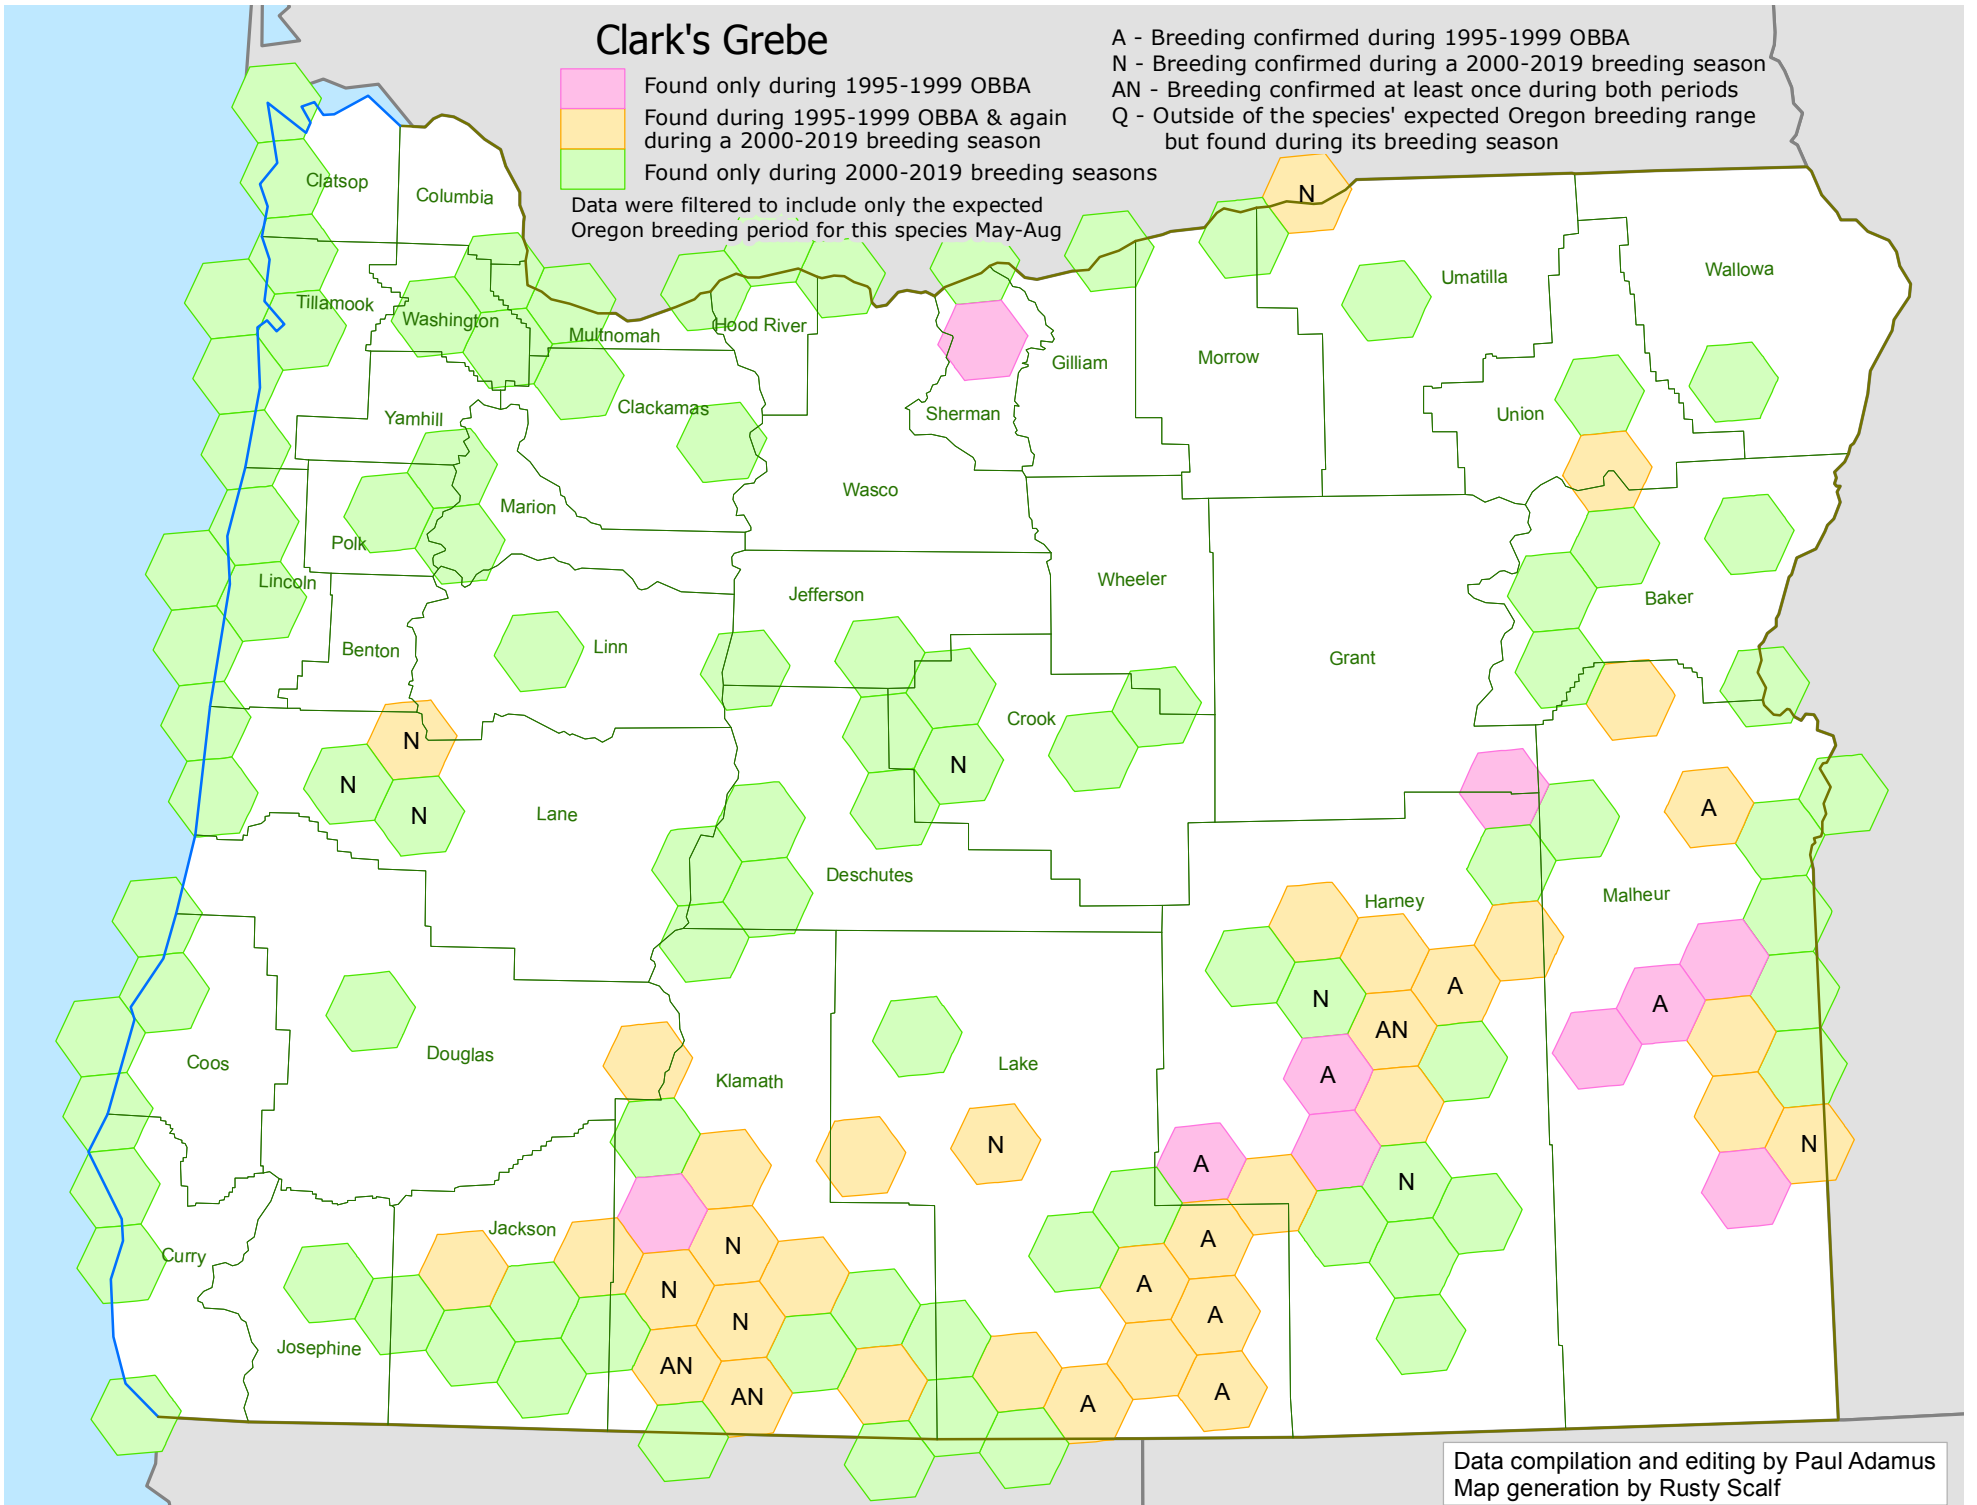 Clark's Grebe
Found only during 1995-1999 OBBA
Found during 1995-1999 OBBA & again
during a 2000-2019 breeding season
Found only during 2000-2019 breeding seasons
Data were filtered to include only the expected
Oregon breeding period for this species May-Aug
A - Breeding confirmed during 1995-1999 OBBA
N - Breeding confirmed during a 2000-2019 breeding season
AN - Breeding confirmed at least once during both periods
Q - Outside of the species' expected Oregon breeding range
but found during its breeding season
Clatsop
Columbia
N
Umatilla
Wallowa
Tillamook
Washington
Multnomah
Hood River
Gilliam
Morrow
Yamhill
Clackamas
Sherman
Union
Wasco
Marion
Polk
Lincoln
Jefferson
Wheeler
Baker
Benton
Linn
Grant
Crook
N
N
N
N
Lane
A
Deschutes
Harney
Malheur
A
N
A
AN
Coos
Douglas
Klamath
Lake
A
N
N
A
N
Curry
Jackson
N
A
N
A
N
A
Josephine
AN
AN
A
A
Data compilation and editing by Paul Adamus
Map generation by Rusty Scalf